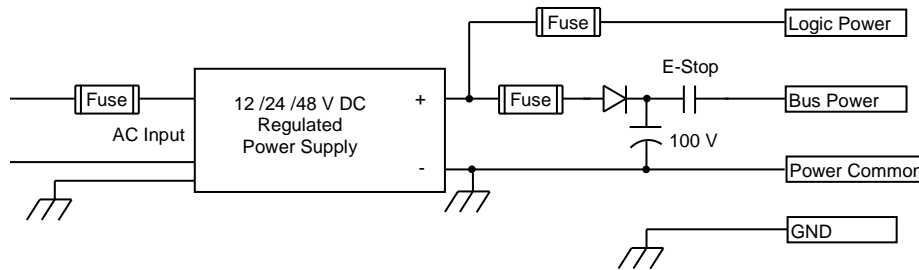 Fuse
Logic Power
E-Stop
Fuse
12 /24 /48 V DC
Regulated
Power Supply
+
-
Fuse
Bus Power
AC Input
100 V
Power Common
GND